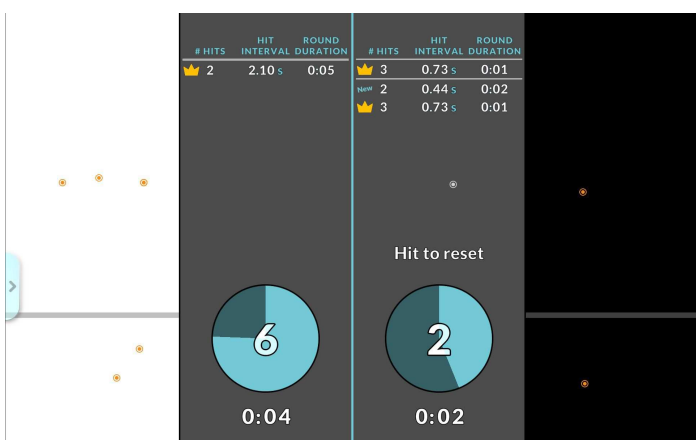 # HITS HIT INTERVAL ROUND DURATION
2 2.10 s 0:05
6
0:04
# HITS HIT INTERVAL ROUND DURATION
3 0.73 s 0:01
New 2 0.44 s 0:02
3 0.73 s 0:01
Hit to reset
2
0:02